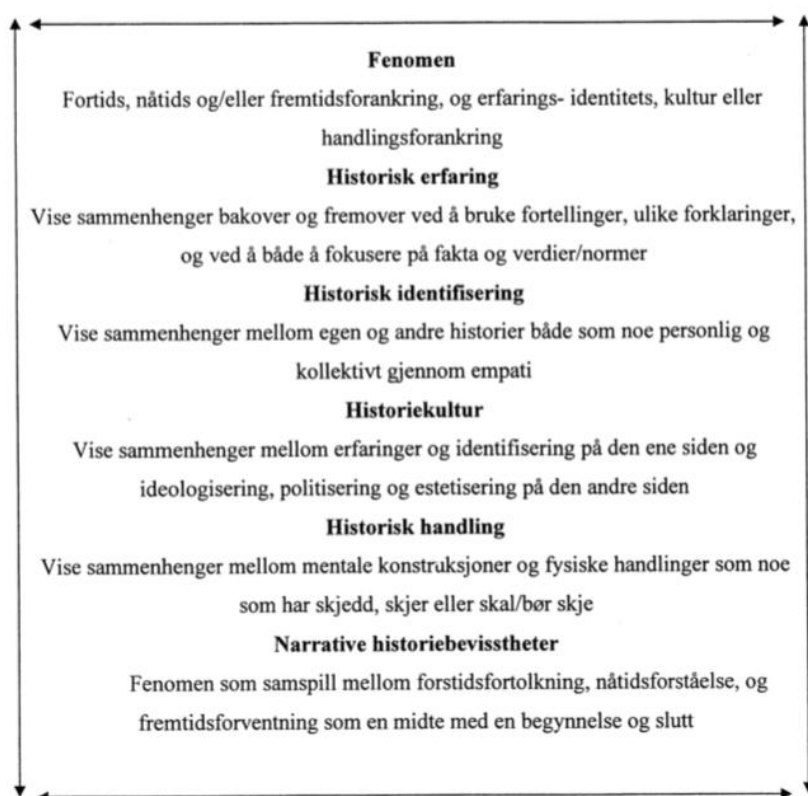 Fenomen
Fortids, nåtids og/eller fremtidsforankring, og erfarings- identitets, kultur eller
handlingsforankring
Historisk erfaring
Vise sammenhenger bakover og fremover ved å bruke fortellinger, ulike forklaringer,
og ved å både å fokusere på fakta og verdier/normer
Historisk identifisering
Vise sammenhenger mellom egen og andre historier både som noe personlig og
kollektivt gjennom empati
Historiekultur
Vise sammenhenger mellom erfaringer og identifisering på den ene siden og
ideologisering, politisering og estetisering på den andre siden
Historisk handling
Vise sammenhenger mellom mentale konstruksjoner og fysiske handlinger som noe
som har skjedd, skjer eller skal/bør skje
Narrative historiebevisstheter
Fenomen som samspill mellom forstidsfortolkning, nåtidsforståelse, og
fremtidsforventning som en midte med en begynnelse og slutt